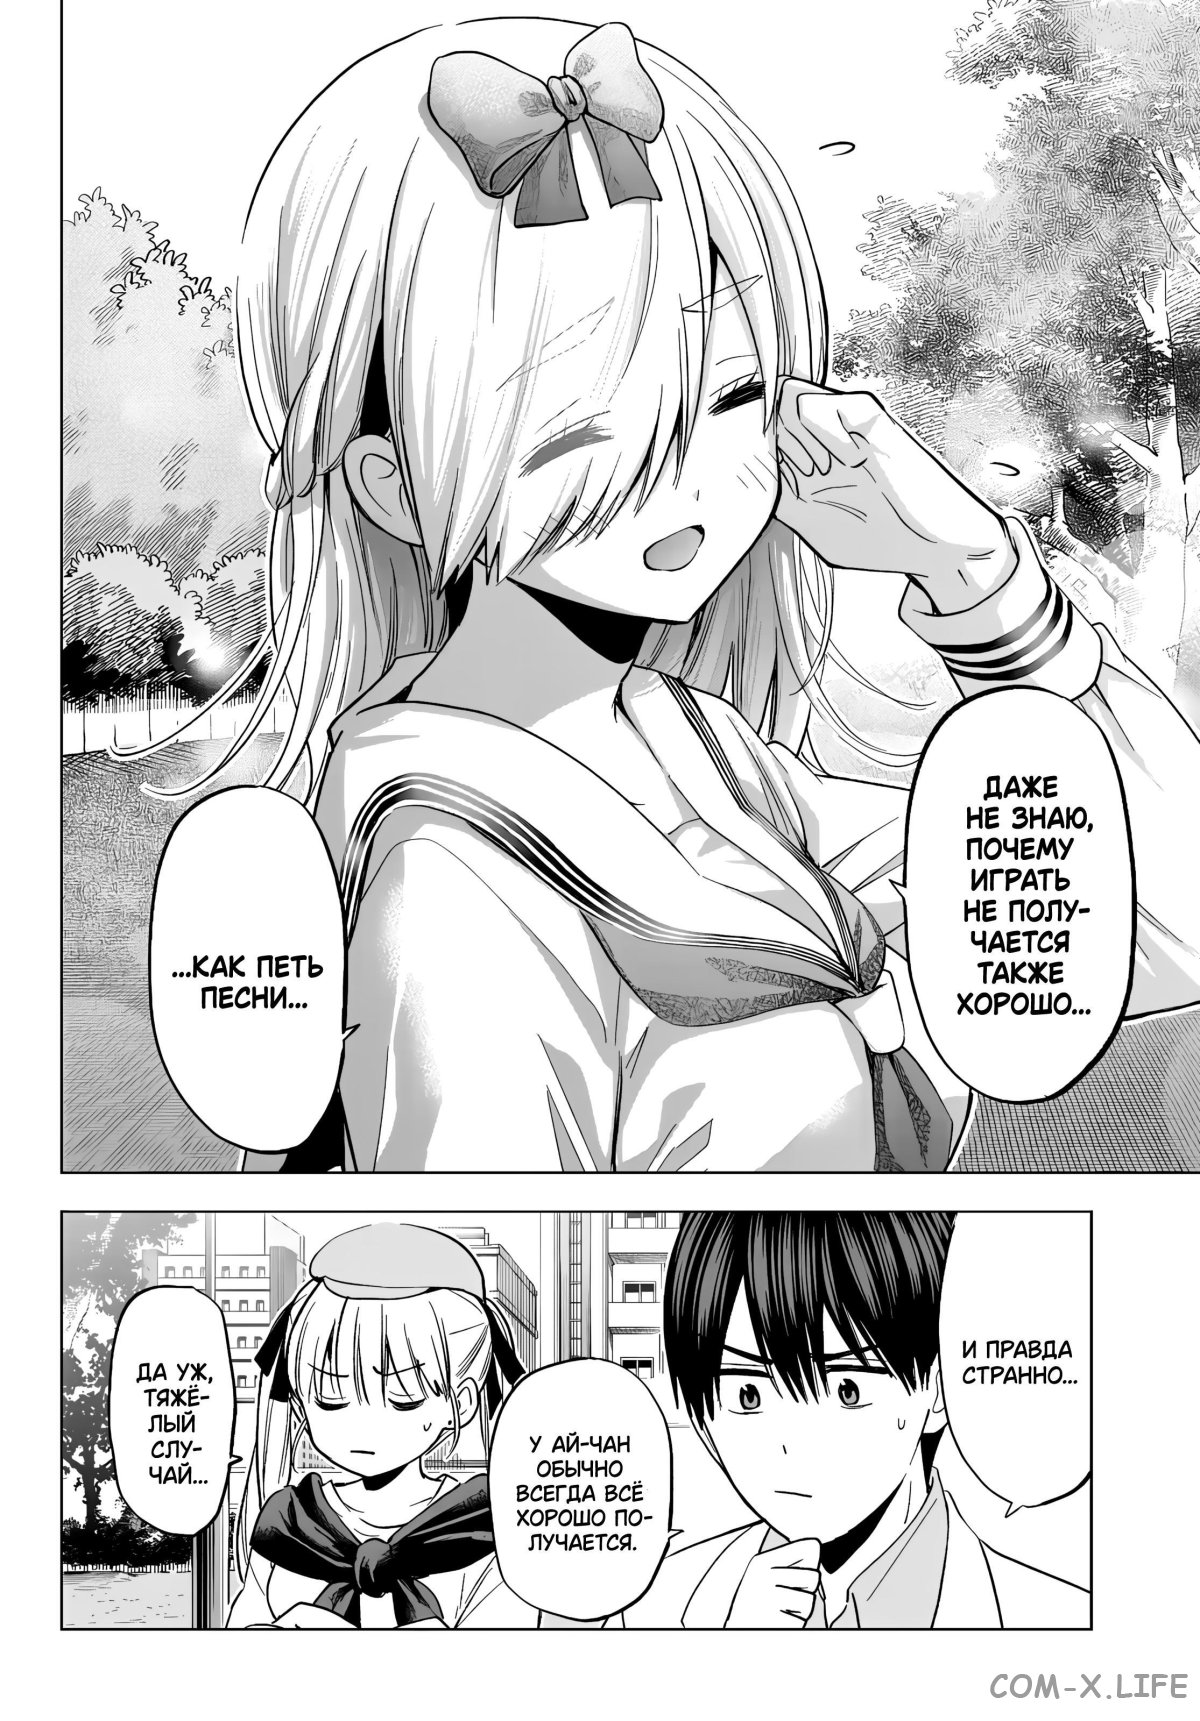 ДАЖЕ
НЕ ЗНАЮ,
ПОЧЕМУ
ИГРАТЬ
НЕ ПОЛУ-
ЧАЕТСЯ
ТАКЖЕ
ХОРОШО...
...КАК ПЕТЬ
ПЕСНИ...
И ПРАВДА
СТРАННО...
У АЙ-ЧАН
ОБЫЧНО
ВСЕГДА ВСЁ
ХОРОШО ПО-
ЛУЧАЕТСЯ.
ДА УЖ,
ТЯЖЁ-
ЛЫЙ
СЛУ-
ЧАЙ...
COM-X.LIFE